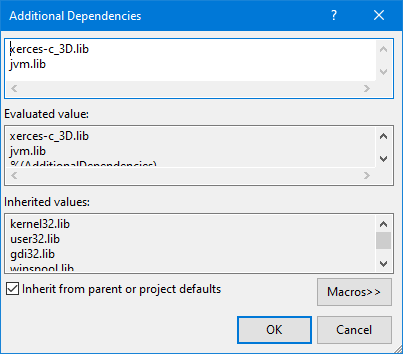 Additional Dependencies
xerces-c_3D.lib
jvm.lib
Evaluated value:
xerces-c_3D.lib
jvm.lib
%(AdditionalDependencies)
Inherited values:
kernel32.lib
user32.lib
gdi32.lib
winspool.lib
Inherit from parent or project defaults
Macros>>
OK
Cancel